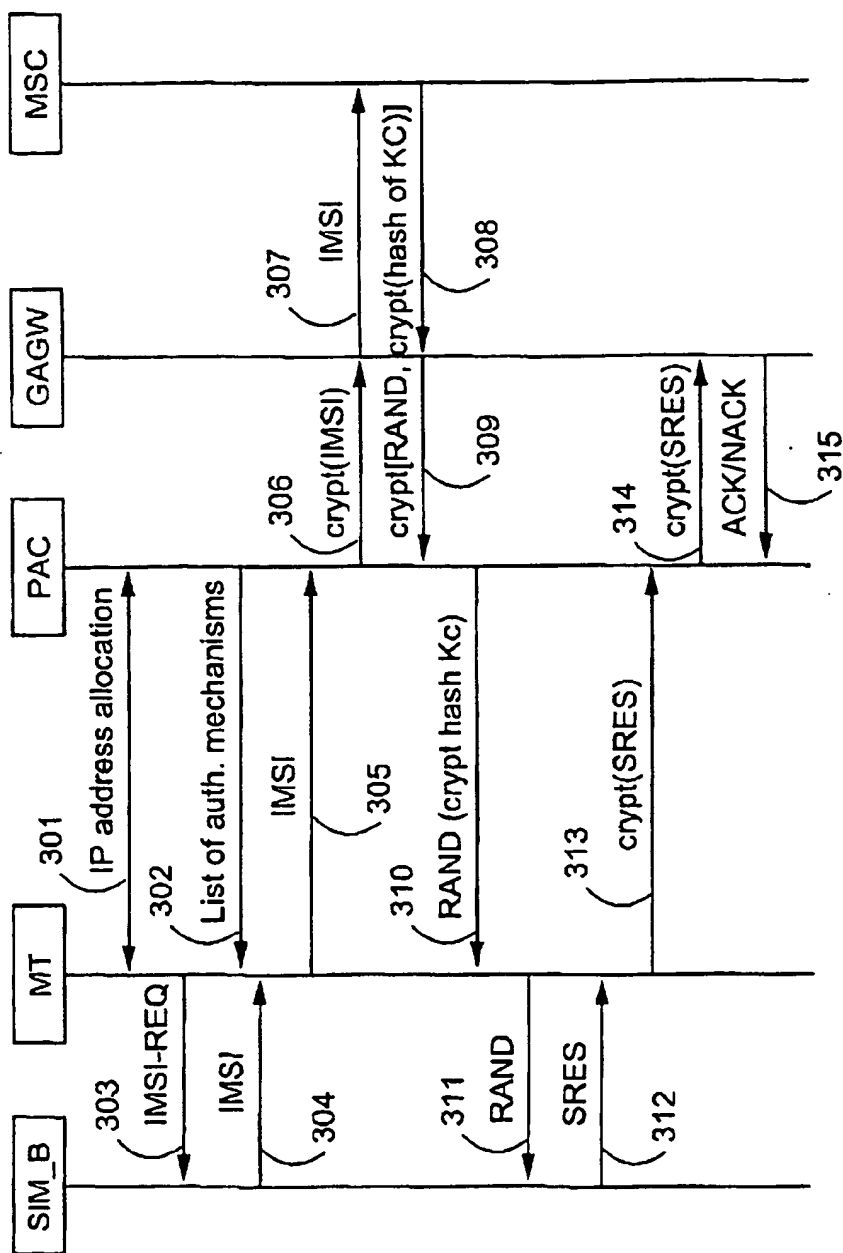 SIM_B
MT
PAC
GAGW
MSC
301
IP address allocation
302
List of auth. mechanisms
303
IMSI-REQ
IMSI
304
IMSI
305
306
crypt(IMSI)
307
IMSI
crypt[RAND, crypt(hash of KC)]
308
309
310
RAND (crypt hash Kc)
311
RAND
SRES
312
313
crypt(SRES)
314
crypt(SRES)
ACK/NACK
315